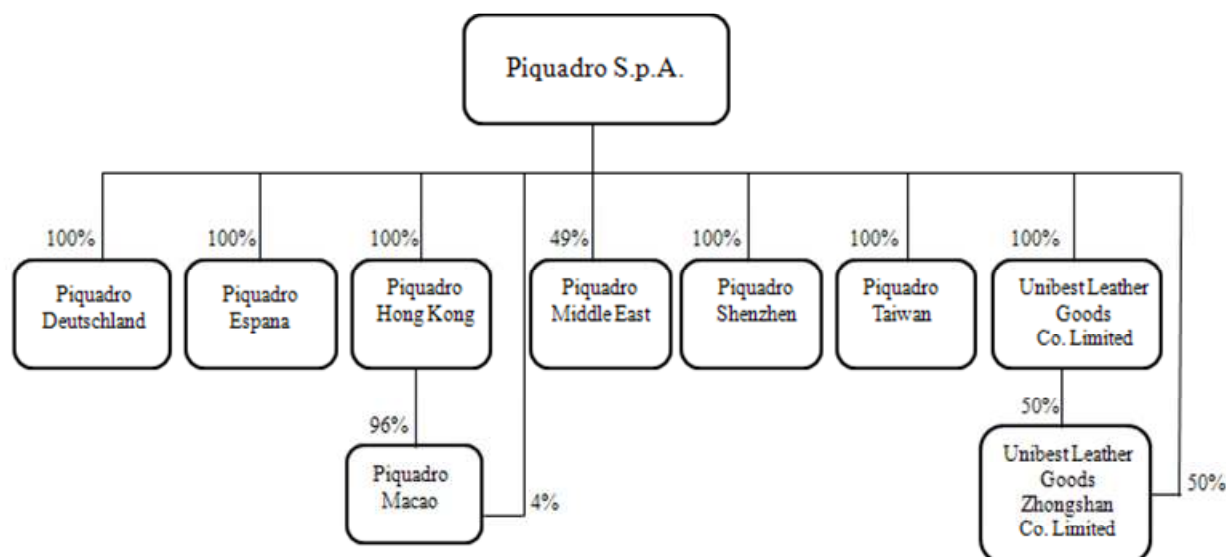 Piquadro S.p.A.
100%
100%
100%
49%
100%
100%
100%
Piquadro
Deutschland
Piquadro
Espana
Piquadro
Hong Kong
Piquadro
Middle East
Piquadro
Shenzhen
Piquadro
Taiwan
Unibest Leather
Goods
Co. Limited
96%
50%
Piquadro
Macao
4%
Unibest Leather
Goods
Zhongshan
Co. Limited
50%